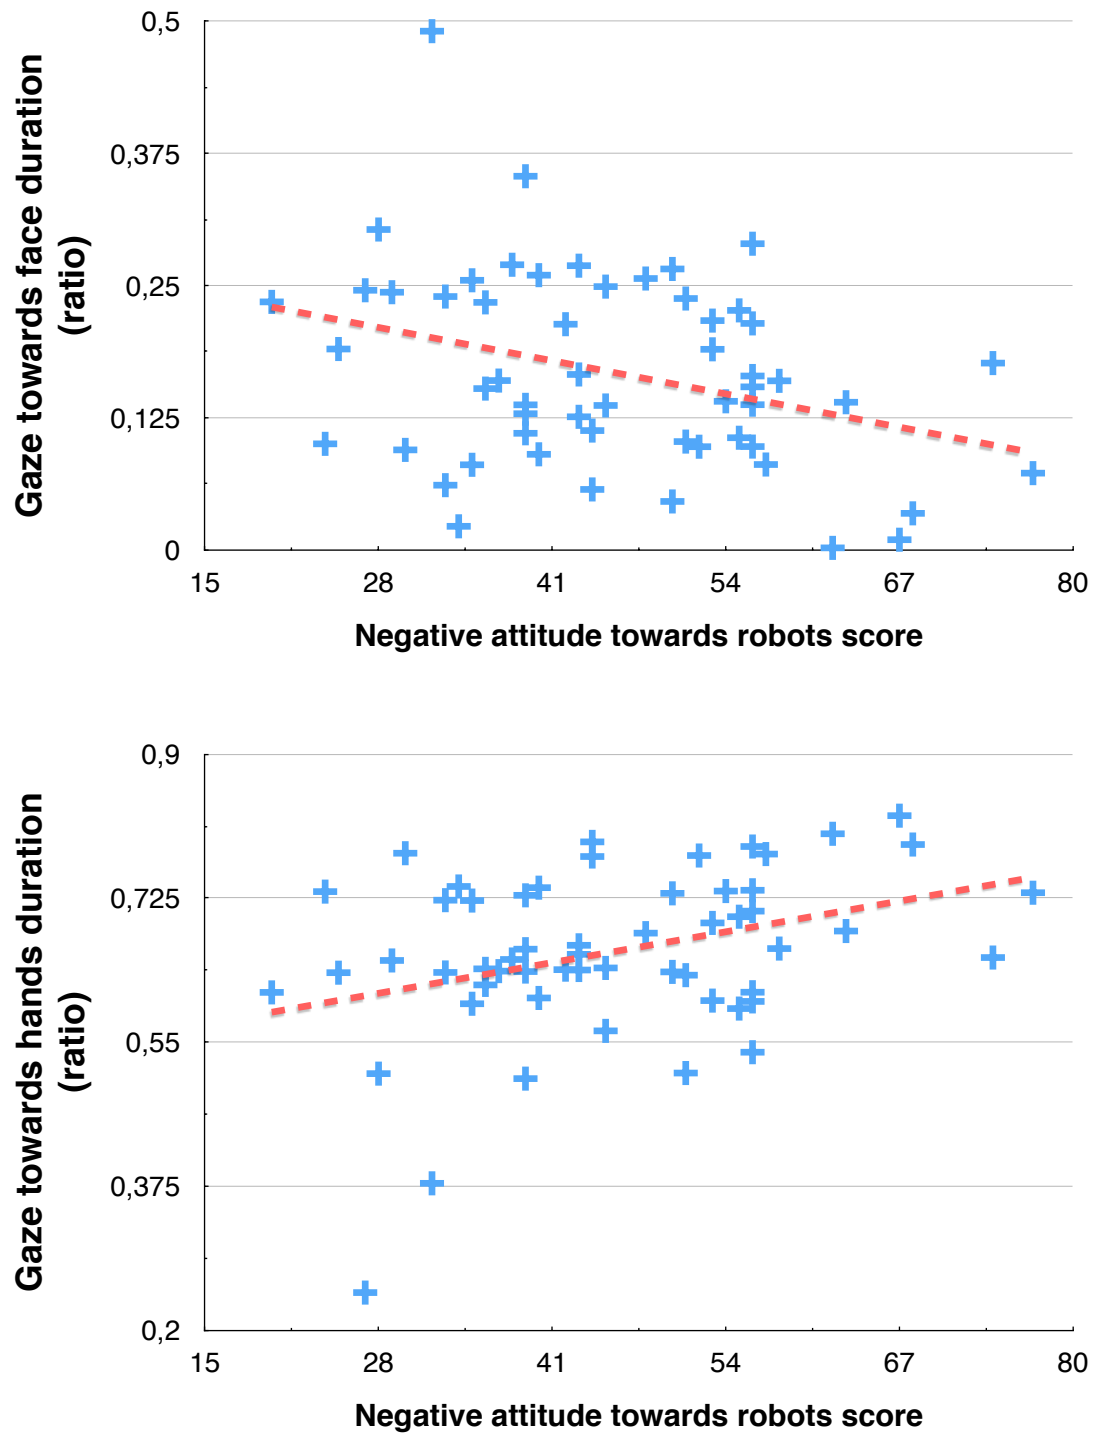 Gaze towards face duration
(ratio)
0,5
0,375
0,25
0,125
0
15 28 41 54 67 80
Negative attitude towards robots score
Gaze towards hands duration
(ratio)
0,9
0,725
0,55
0,375
0,2
15 28 41 54 67 80
Negative attitude towards robots score